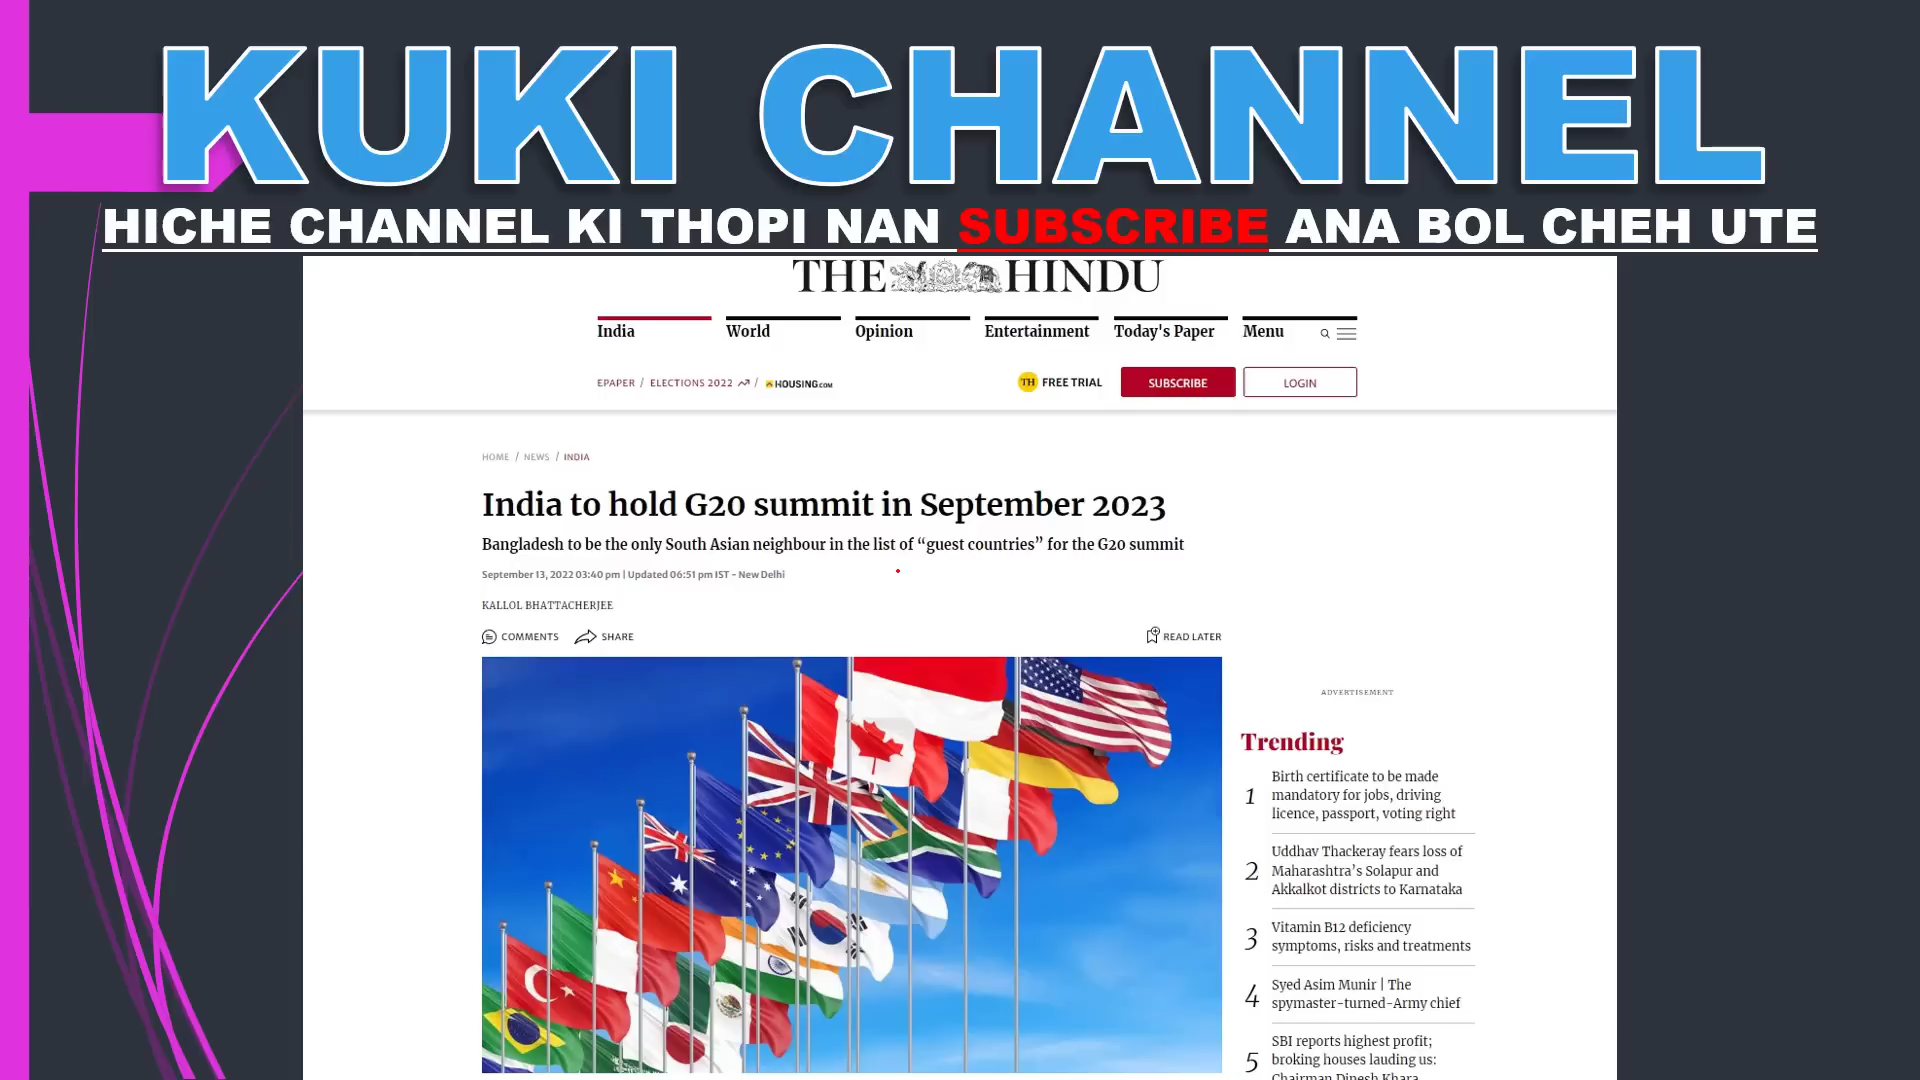 KUKI CHANNEL
HICHE CHANNEL KI THOPI NAN SUBSCRIBE ANA BOL CHEH UTE
THE HINDU
India World Opinion Entertainment Today's Paper Menu
EPAPER / ELECTIONS 2022 / HOUSING.COM TH FREE TRIAL SUBSCRIBE LOGIN
HOME / NEWS / INDIA
India to hold G20 summit in September 2023
Bangladesh to be the only South Asian neighbour in the list of “guest countries” for the G20 summit
September 13, 2022 03:40 pm | Updated 06:51 pm IST - New Delhi
KALLOL BHATTACHERJEE
COMMENTS SHARE READ LATER
ADVERTISEMENT
Trending
1 Birth certificate to be made
mandatory for jobs, driving
licence, passport, voting right
2 Uddhav Thackeray fears loss of
Maharashtra’s Solapur and
Akkalkot districts to Karnataka
3 Vitamin B12 deficiency
symptoms, risks and treatments
4 Syed Asim Munir | The
spymaster-turned-Army chief
5 SBI reports highest profit;
broking houses lauding us:
Chairman Dinesh Khara